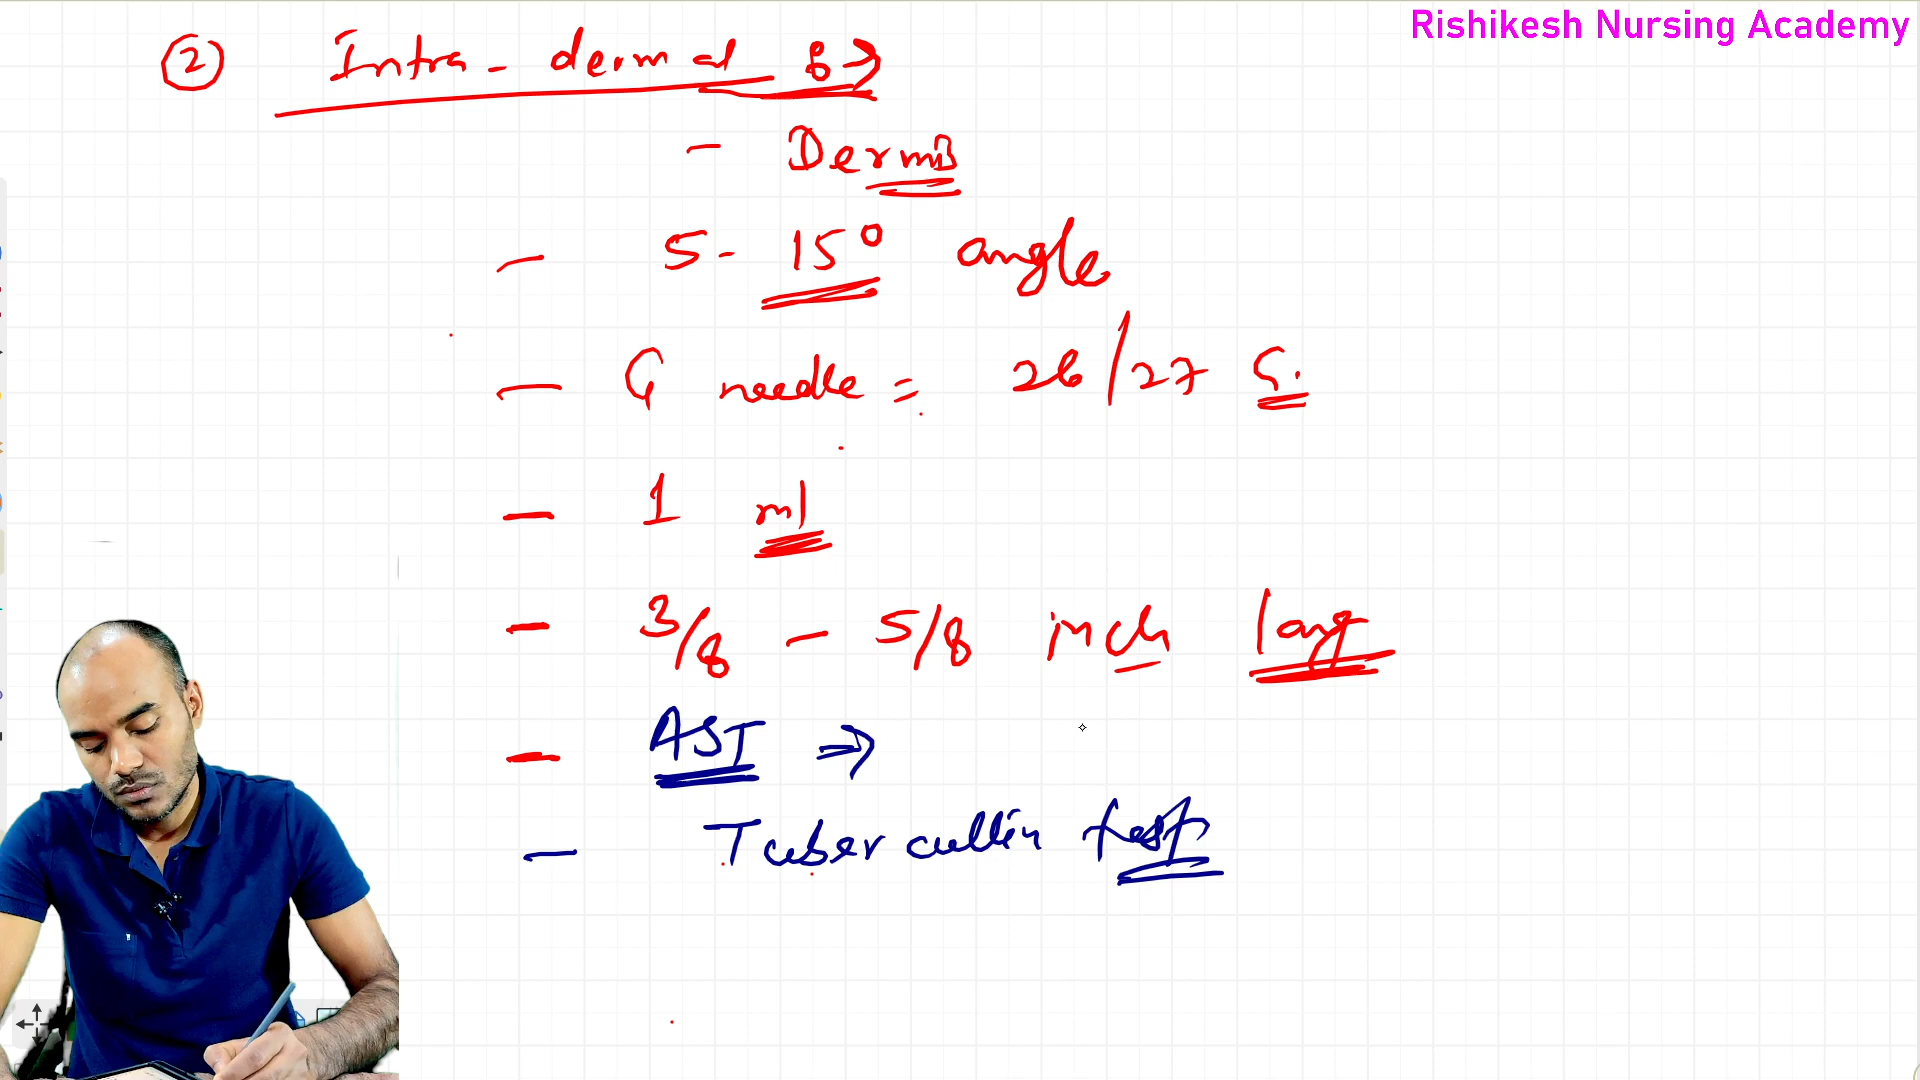 Rishikesh Nursing Academy
② Intra-dermal :→
- Dermis
- 5-15° angle
- G needle = 26/27 G.
- 1 ml
- 3/8 - 5/8 inch long
- AST ⇒
- Tuberculin test